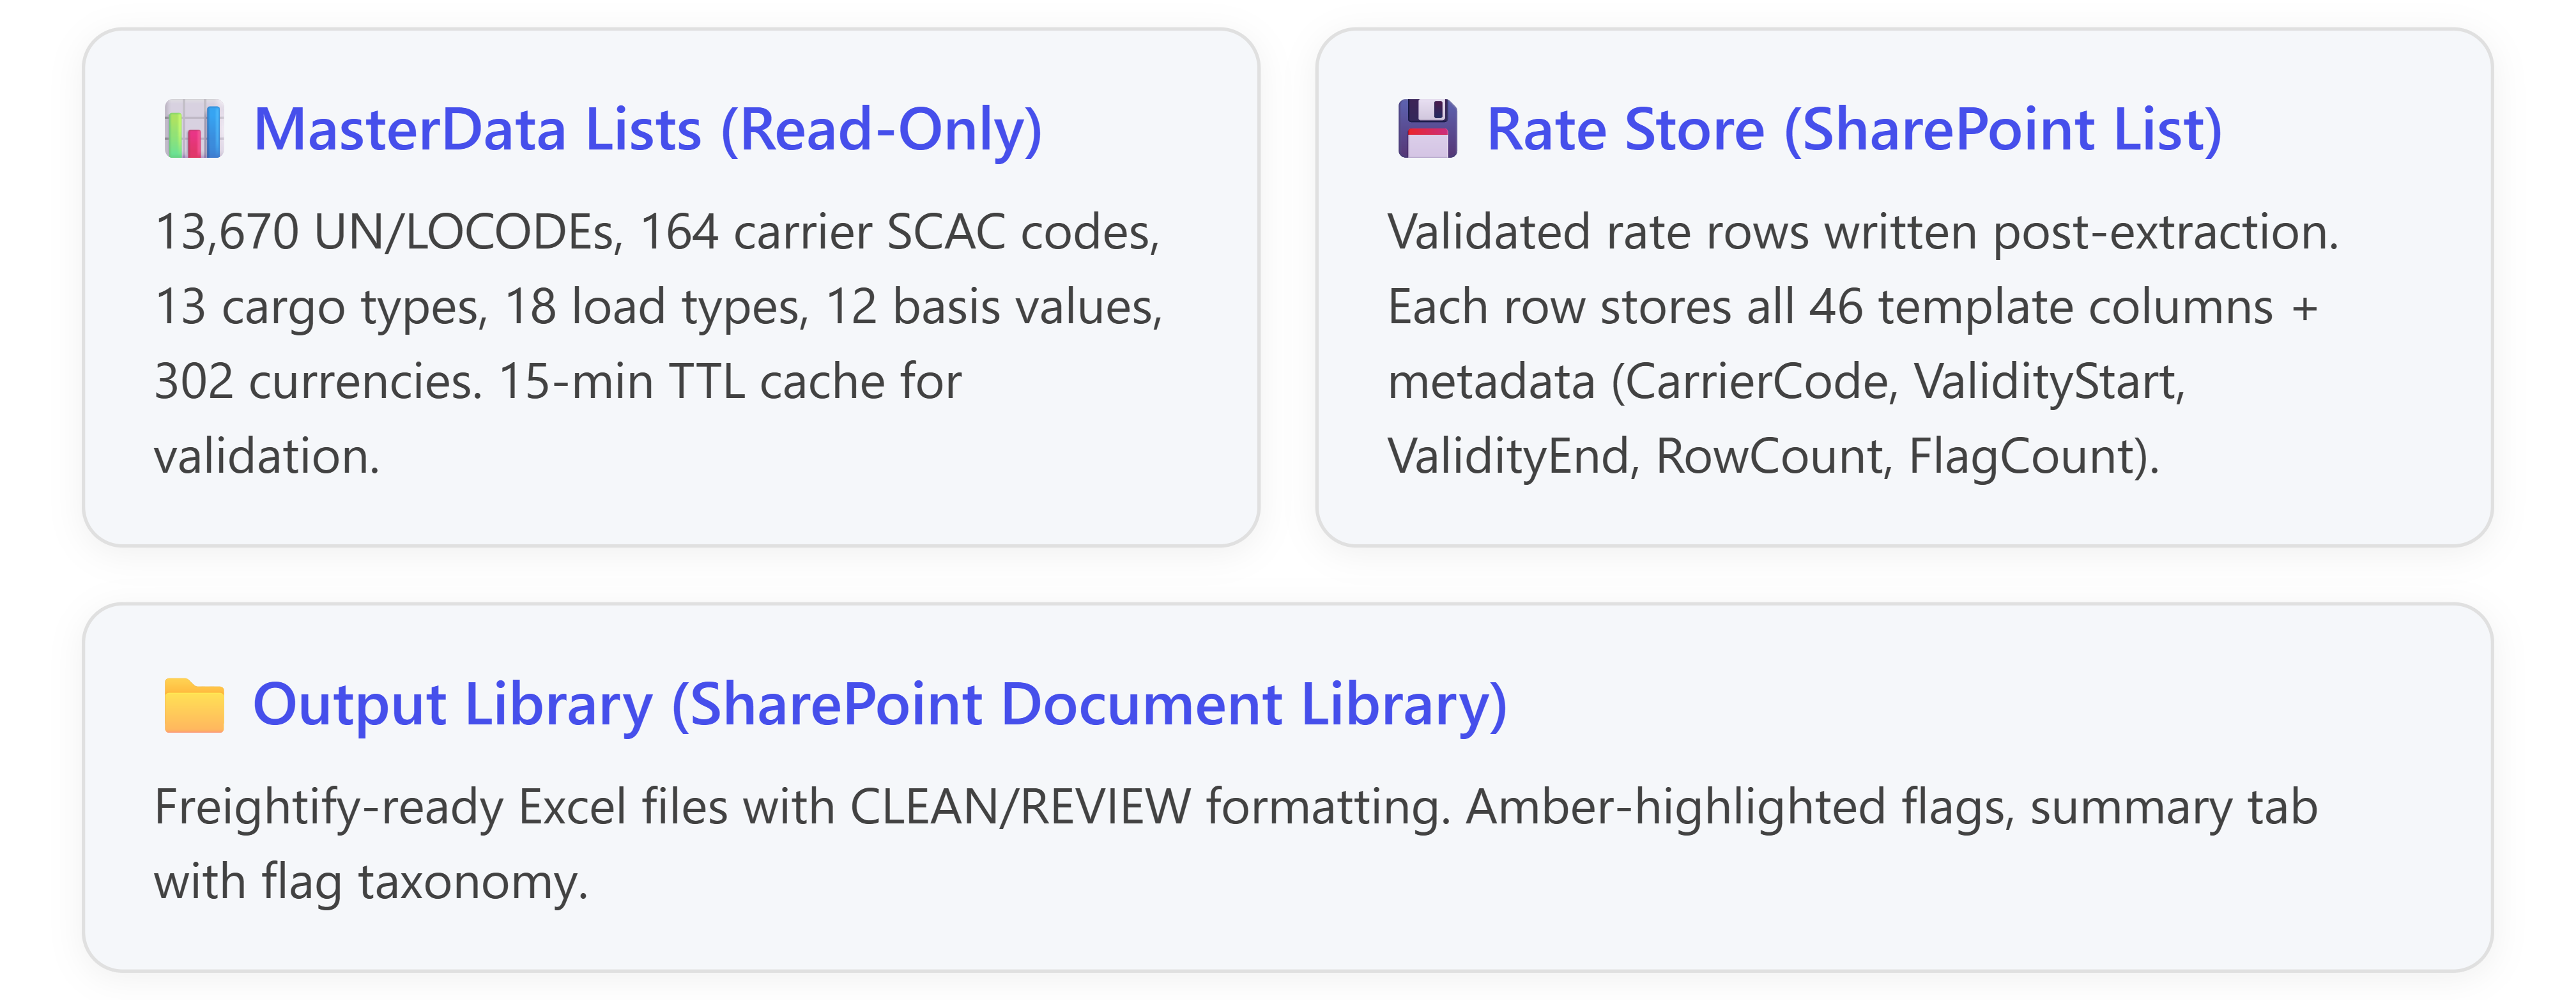 MasterData Lists (Read-Only)
13,670 UN/LOCODEs, 164 carrier SCAC codes,
13 cargo types, 18 load types, 12 basis values,
302 currencies. 15-min TTL cache for
validation.
Rate Store (SharePoint List)
Validated rate rows written post-extraction.
Each row stores all 46 template columns +
metadata (CarrierCode, ValidityStart,
ValidityEnd, RowCount, FlagCount).
Output Library (SharePoint Document Library)
Freightify-ready Excel files with CLEAN/REVIEW formatting. Amber-highlighted flags, summary tab
with flag taxonomy.